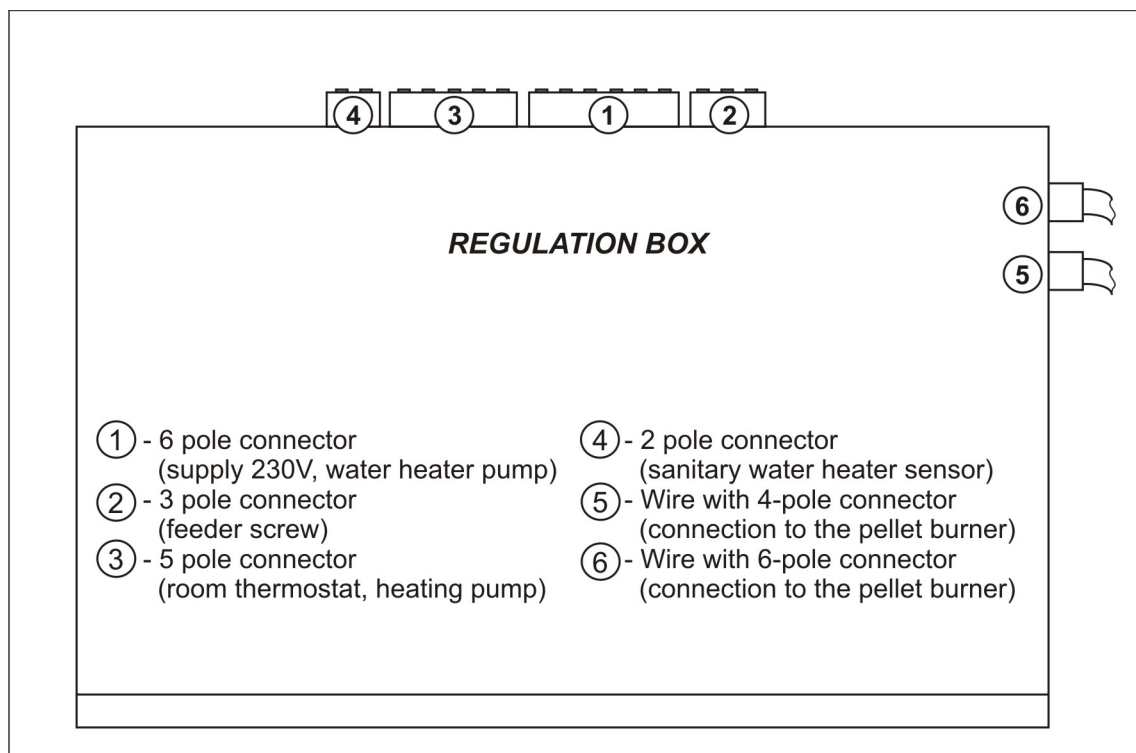 4 3 1 2
6
REGULATION BOX
5
1 - 6 pole connector
(supply 230V, water heater pump)
2 - 3 pole connector
(feeder screw)
3 - 5 pole connector
(room thermostat, heating pump)
4 - 2 pole connector
(sanitary water heater sensor)
5 - Wire with 4-pole connector
(connection to the pellet burner)
6 - Wire with 6-pole connector
(connection to the pellet burner)